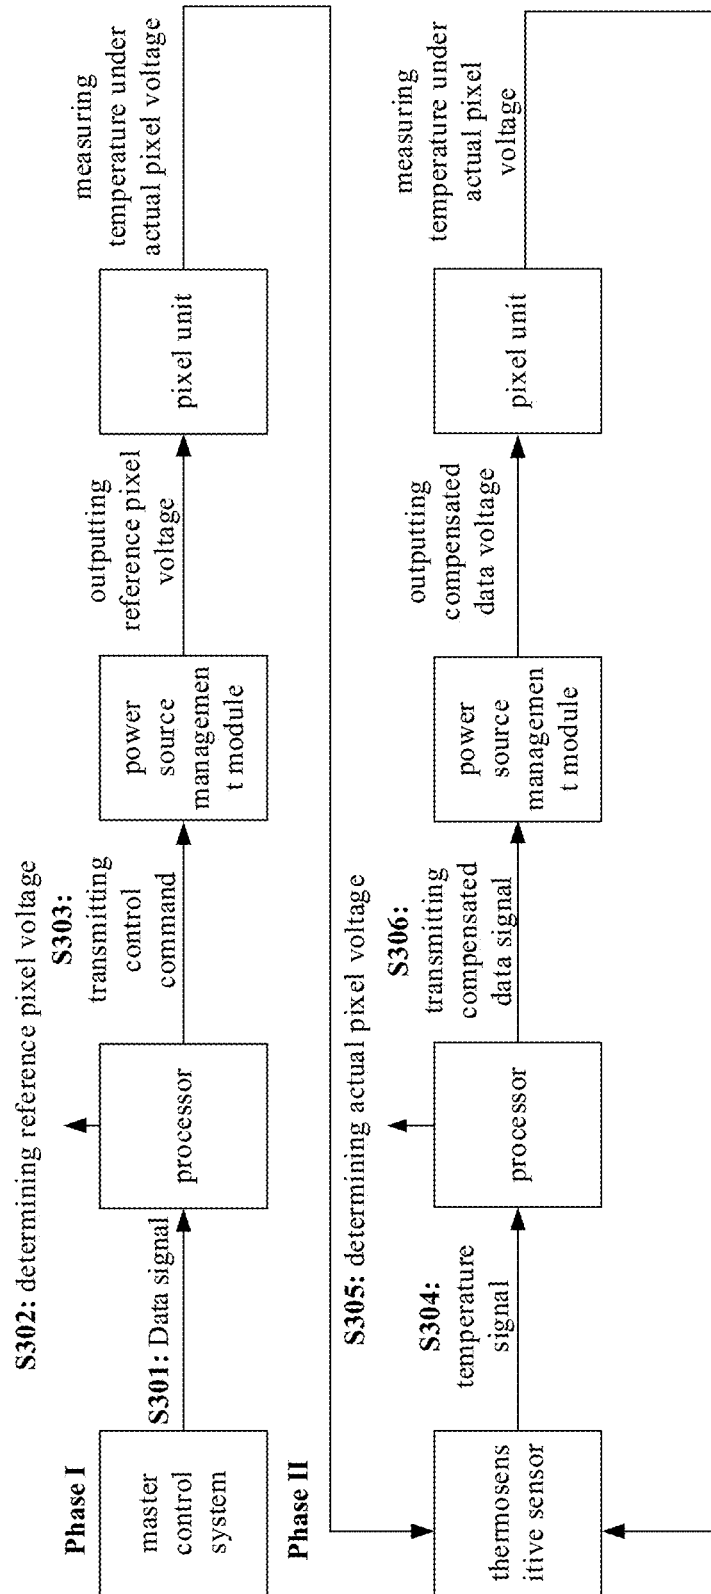 Phase I
master
control
system
S301: Data signal
S302: determining reference pixel voltage
processor
S303:
transmitting
control
command
power
source
managemen
t module
outputting
reference pixel
voltage
pixel unit
measuring
temperature under
actual pixel voltage
Phase II
thermosens
itive sensor
S304:
temperature
signal
S305: determining actual pixel voltage
processor
S306:
transmitting
compensated
data signal
power
source
managemen
t module
outputting
compensated
data voltage
pixel unit
measuring
temperature under
actual pixel
voltage